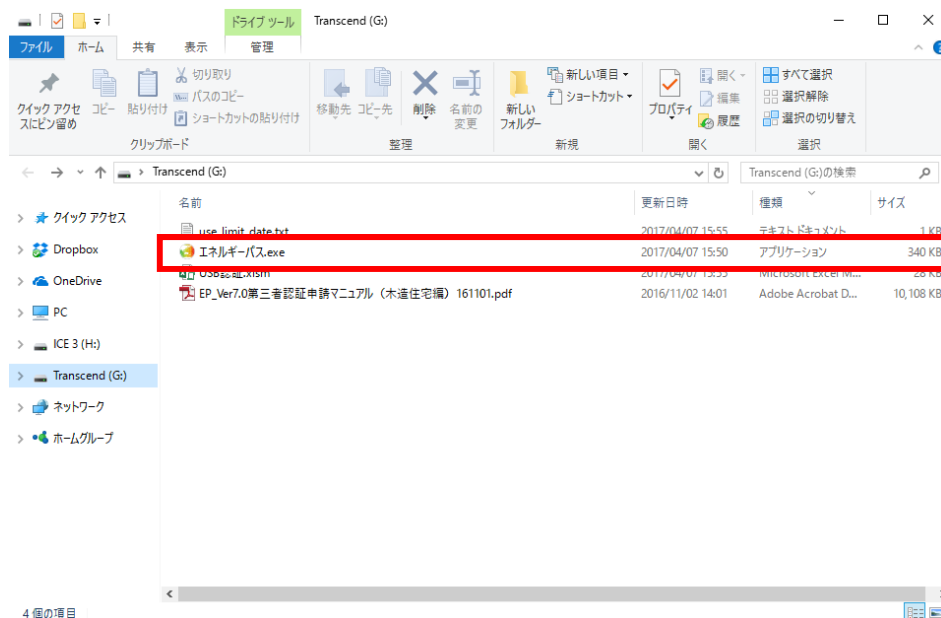 ドライブ ツール Transcend (G:)
ファイル ホーム 共有 表示 管理
クイック アクセスにピン留め
コピー
貼り付け
切り取り
パスのコピー
ショートカットの貼り付け
クリップボード
移動先
コピー先
削除
名前の変更
整理
新しいフォルダー
新しい項目
ショートカット
新規
プロパティ
開く
編集
履歴
開く
すべて選択
選択解除
選択の切り替え
選択
Transcend (G:)
Transcend (G:)の検索
名前 更新日時 種類 サイズ
use_limit_date.txt 2017/04/07 15:55 テキスト ドキュメント 1 KB
エネルギーパス.exe 2017/04/07 15:50 アプリケーション 340 KB
USB認証.xlsm 2017/04/07 15:55 Microsoft Excel M... 28 KB
EP_Ver7.0第三者認証申請マニュアル（木造住宅編）161101.pdf 2016/11/02 14:01 Adobe Acrobat D... 10,108 KB
クイック アクセス
Dropbox
OneDrive
PC
ICE 3 (H:)
Transcend (G:)
ネットワーク
ホームグループ
4 個の項目